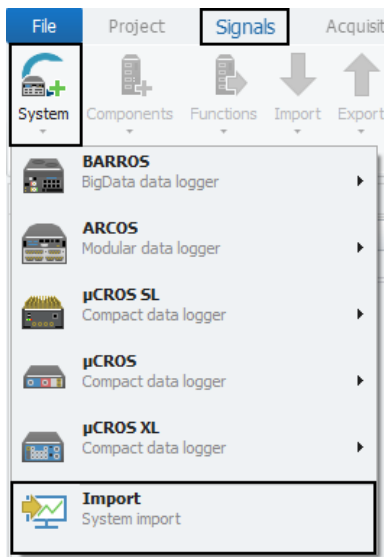 File Project Signals Acquisit
System Components Functions Import Export
BARROS
BigData data logger
ARCOS
Modular data logger
µCROS SL
Compact data logger
µCROS
Compact data logger
µCROS XL
Compact data logger
Import
System import